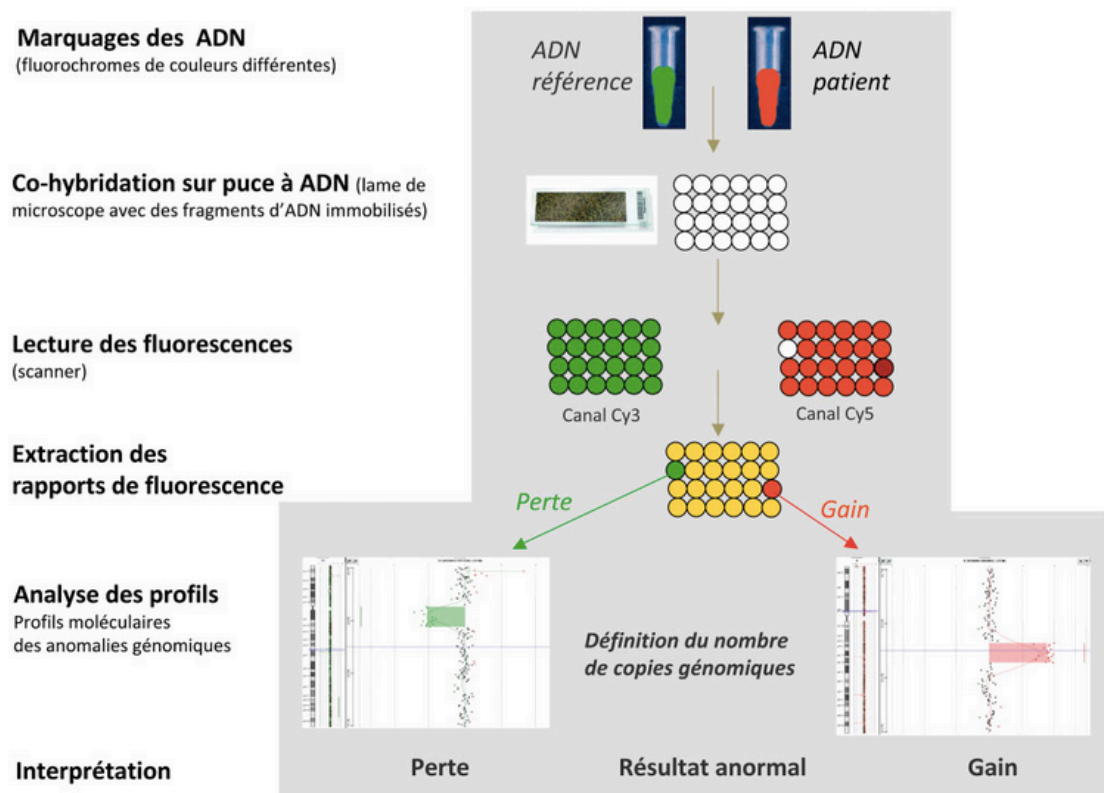 Marquages des ADN
(fluorochromes de couleurs différentes)
ADN
référence
ADN
patient
Co-hybridation sur puce à ADN (lame de
microscope avec des fragments d'ADN immobilisés)
Lecture des fluorescences
(scanner)
Canal Cy3
Canal Cy5
Extraction des
rapports de fluorescence
Perte
Gain
Analyse des profils
Profils moléculaires
des anomalies génomiques
Définition du nombre
de copies génomiques
Interprétation
Perte
Résultat anormal
Gain